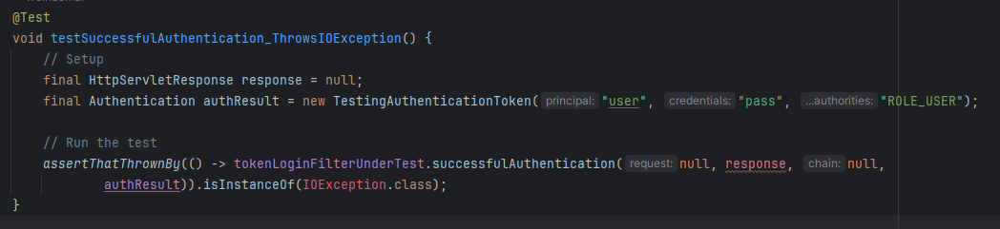 @Test
void testSuccessfulAuthentication_ThrowsIOException() {
// Setup
final HttpServletResponse response = null;
final Authentication authResult = new TestingAuthenticationToken( principal: "user", credentials: "pass", ...authorities: "ROLE_USER");
// Run the test
assertThatThrownBy(() -> tokenLoginFilterUnderTest.successfulAuthentication( request: null, response, chain: null,
authResult)).isInstanceOf(IOException.class);
}